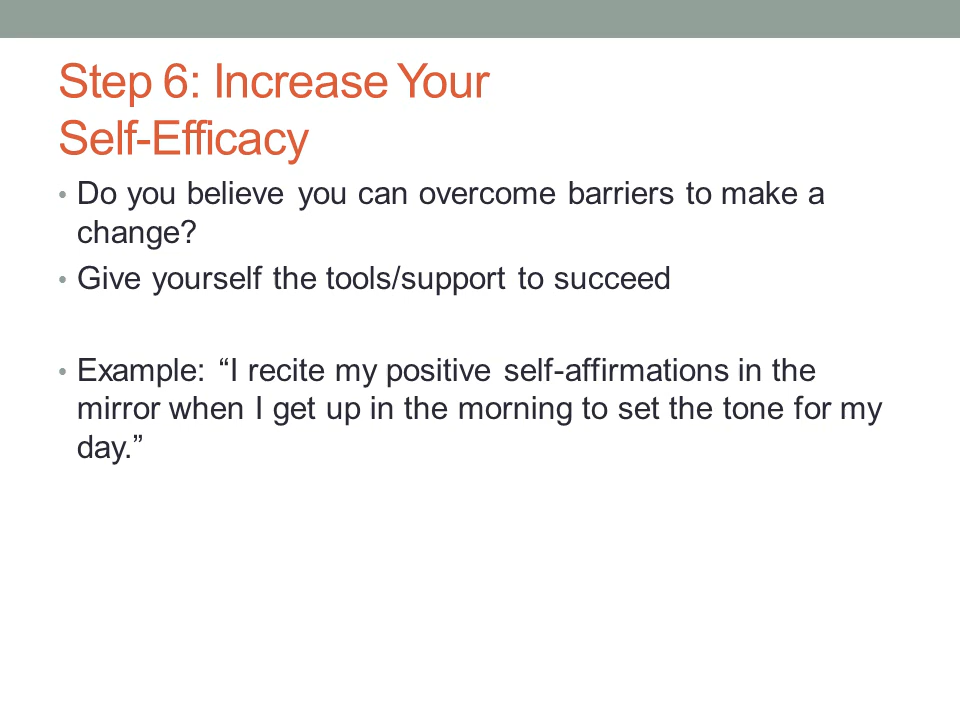 Step 6: Increase Your
Self-Efficacy
• Do you believe you can overcome barriers to make a
change?
• Give yourself the tools/support to succeed
• Example: “I recite my positive self-affirmations in the
mirror when I get up in the morning to set the tone for my
day.”